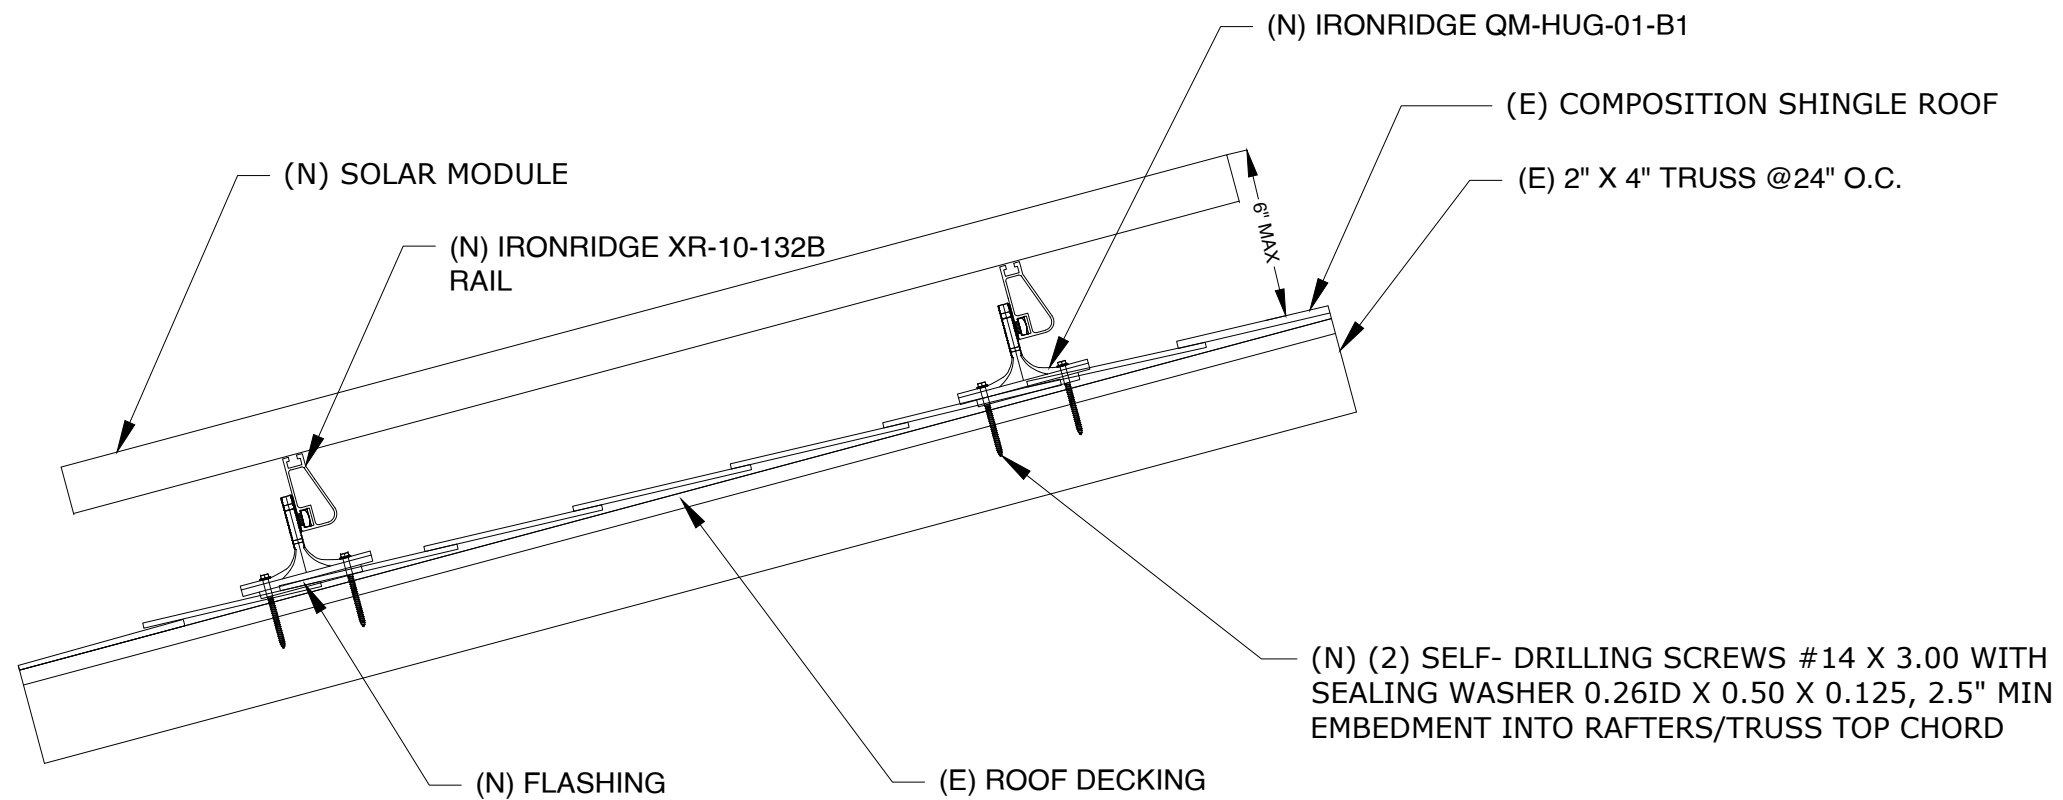 (N) IRONRIDGE QM-HUG-01-B1
(E) COMPOSITION SHINGLE ROOF
(N) SOLAR MODULE
(E) 2" X 4" TRUSS @24" O.C.
6" MAX
(N) IRONRIDGE XR-10-132B
RAIL
(N) (2) SELF- DRILLING SCREWS #14 X 3.00 WITH
SEALING WASHER 0.26ID X 0.50 X 0.125, 2.5" MIN
EMBEDMENT INTO RAFTERS/TRUSS TOP CHORD
(N) FLASHING
(E) ROOF DECKING